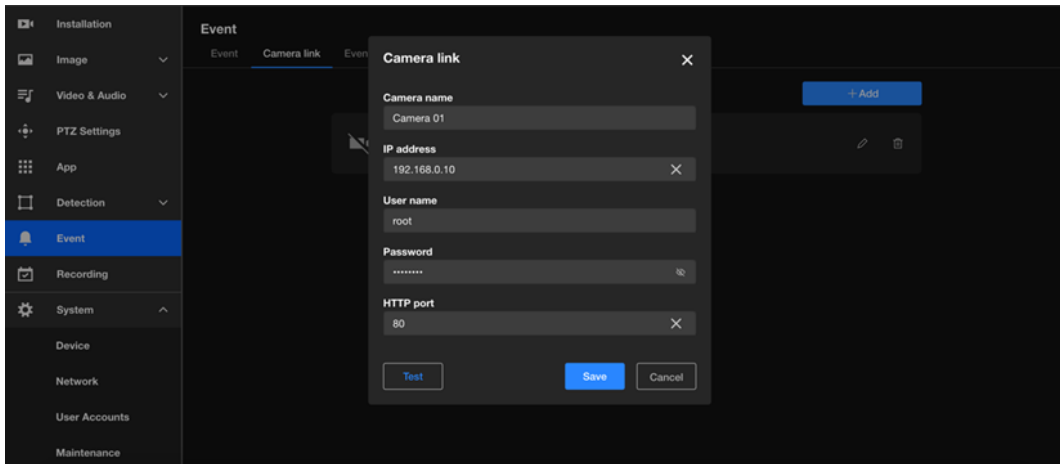 Installation
Image
Video & Audio
PTZ Settings
App
Detection
Event
Recording
System
Device
Network
User Accounts
Maintenance
Event
Event Camera link Even
+Add
Camera link
Camera name
Camera 01
IP address
192.168.0.10
User name
root
Password
••••••••
HTTP port
80
Test Save Cancel